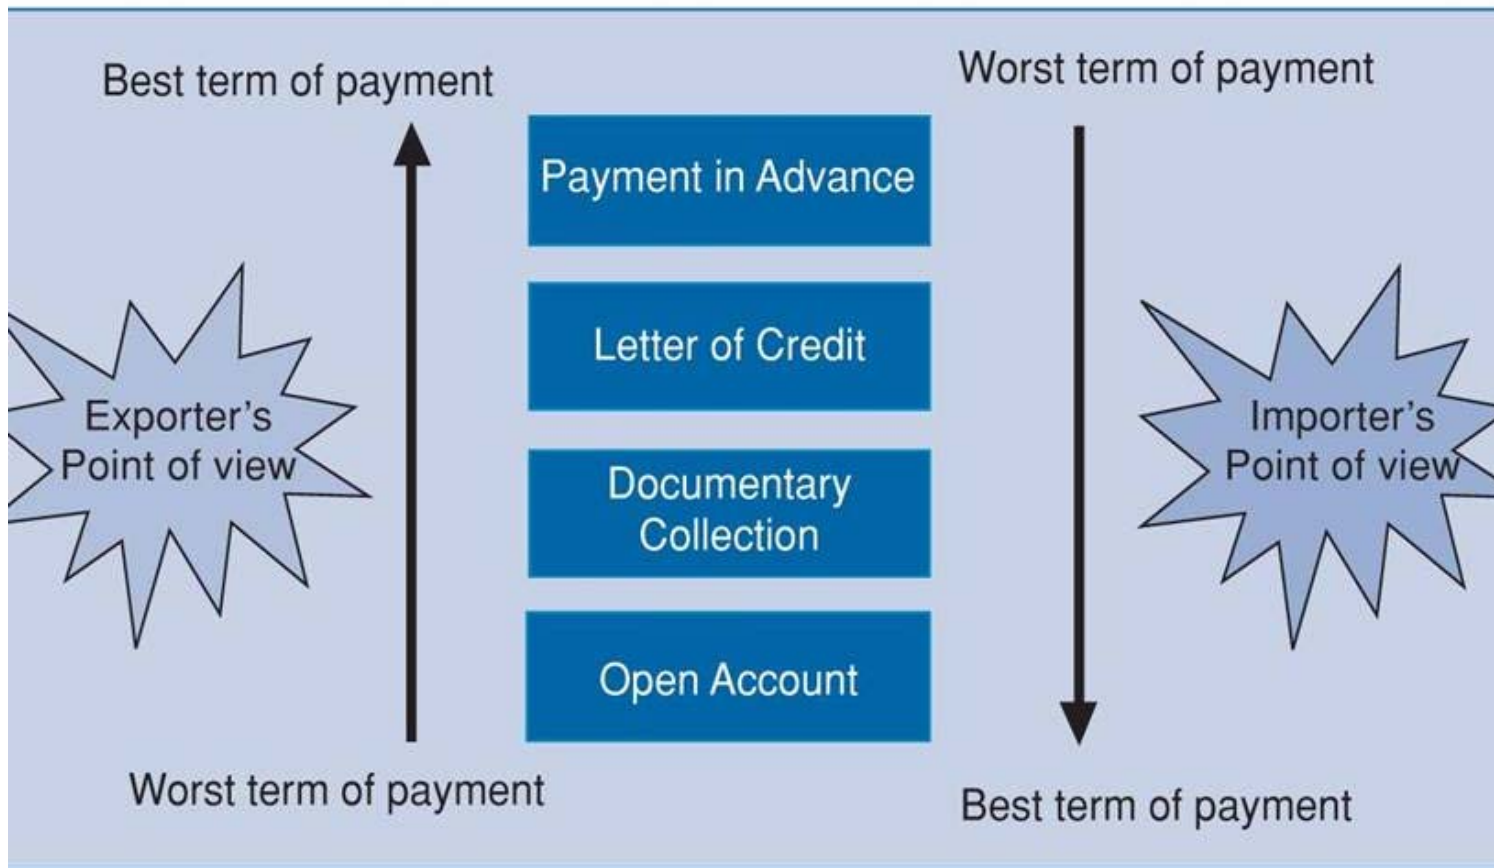 Best term of payment
Worst term of payment
Payment in Advance
Letter of Credit
Exporter's
Point of view
Importer's
Point of view
Documentary
Collection
Open Account
Worst term of payment
Best term of payment